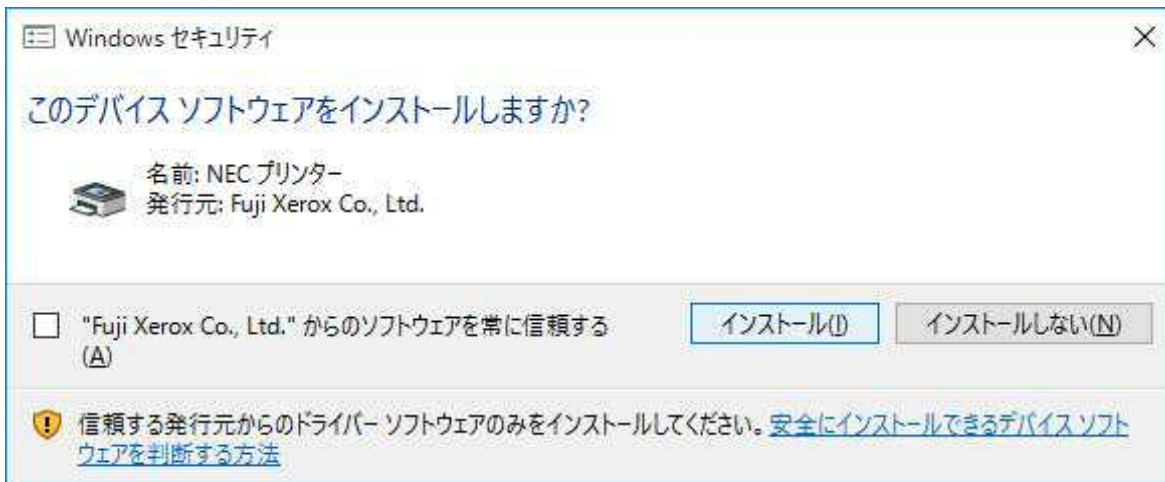 Windows セキュリティ
このデバイス ソフトウェアをインストールしますか?
名前: NEC プリンター
発行元: Fuji Xerox Co., Ltd.
"Fuji Xerox Co., Ltd." からのソフトウェアを常に信頼する
(A)
インストール(I)
インストールしない(N)
信頼する発行元からのドライバー ソフトウェアのみをインストールしてください。安全にインストールできるデバイス ソフト
ウェアを判断する方法